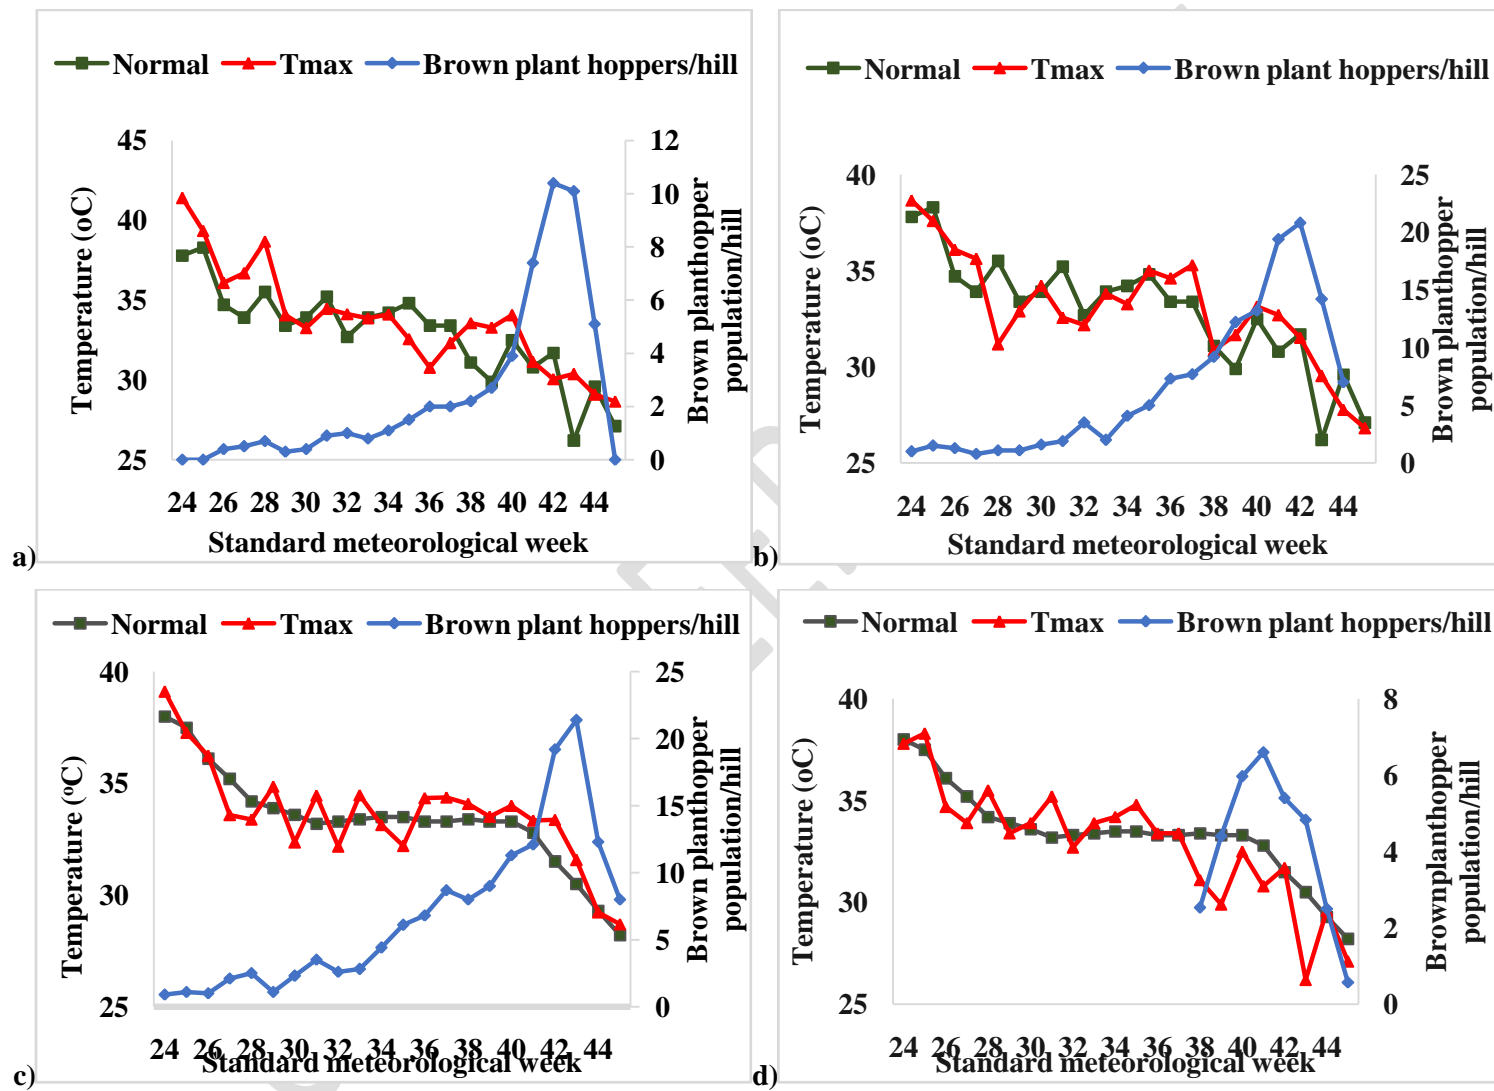 Normal Tmax Brown plant hoppers/hill
45
40
35
30
25
12
10
8
6
4
2
0
Temperature (oC)
Brown planthopper
population/hill
24 26 28 30 32 34 36 38 40 42 44
Standard meteorological week
a)
Normal Tmax Brown plant hoppers/hill
40
35
30
25
25
20
15
10
5
0
Temperature (oC)
Brown planthopper
population/hill
24 26 28 30 32 34 36 38 40 42 44
Standard meteorological week
b)
Normal Tmax Brown plant hoppers/hill
40
35
30
25
25
20
15
10
5
0
Temperature (°C)
Brown planthopper
population/hill
24 26 28 30 32 34 36 38 40 42 44
Standard meteorological week
c)
Normal Tmax Brown plant hoppers/hill
40
35
30
25
8
6
4
2
0
Temperature (oC)
Brownplanthopper
population/hill
24 26 28 30 32 34 36 38 40 42 44
Standard meteorological week
d)